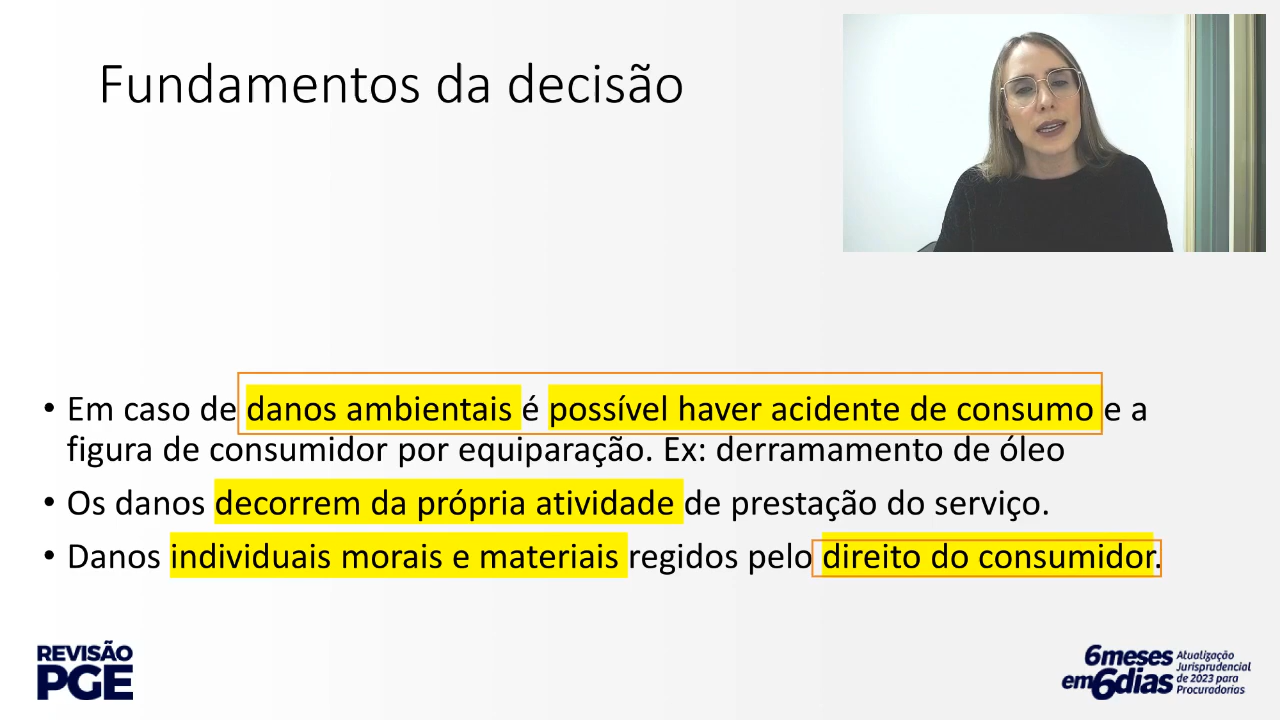 Fundamentos da decisão
• Em caso de danos ambientais é possível haver acidente de consumo e a
figura de consumidor por equiparação. Ex: derramamento de óleo
• Os danos decorrem da própria atividade de prestação do serviço.
• Danos individuais morais e materiais regidos pelo direito do consumidor.
REVISÃO
PGE
6meses
em6dias
Atualização
Jurisprudencial
de 2023 para
Procuradorias